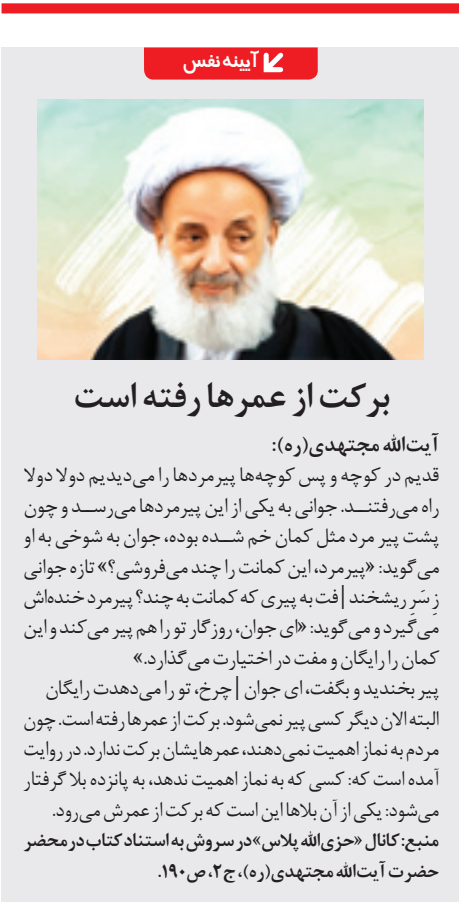 آیینه نفس
برکت از عمرها رفته است
آیت‌الله مجتهدی(ره):
قدیم در کوچه و پس کوچه‌ها پیرمردها را می‌دیدیم دولا دولا
راه می‌رفتنــد. جوانی به یکی از این پیرمردها می‌رســد و چون
پشت پیر مرد مثل کمان خم شــده بوده، جوان به شوخی به او
می گوید: «پیرمرد، این کمانت را چند می‌فروشی؟» تازه جوانی
زِ سَرِ ریشخند | فت به پیری که کمانت به چند؟ پیرمرد خنده‌اش
می‌گیرد و می گوید: «ای جوان، روزگار تو را هم پیر می کند و این
کمان را رایگان و مفت در اختیارت می گذارد.»
پیر بخندید و بگفت، ای جوان | چرخ، تو را می‌دهدت رایگان
البته الان دیگر کسی پیر نمی‌شود. برکت از عمرها رفته است. چون
مردم به نماز اهمیت نمی‌دهند، عمرهایشان برکت ندارد. در روایت
آمده است که: کسی که به نماز اهمیت ندهد، به پانزده بلا گرفتار
می‌شود: یکی از آن بلاها این است که برکت از عمرش می‌رود.
منبع: کانال «حزی‌الله پلاس» در سروش به استناد کتاب در محضر
حضرت آیت‌الله مجتهدی(ره)، ج۲، ص۱۹۰.